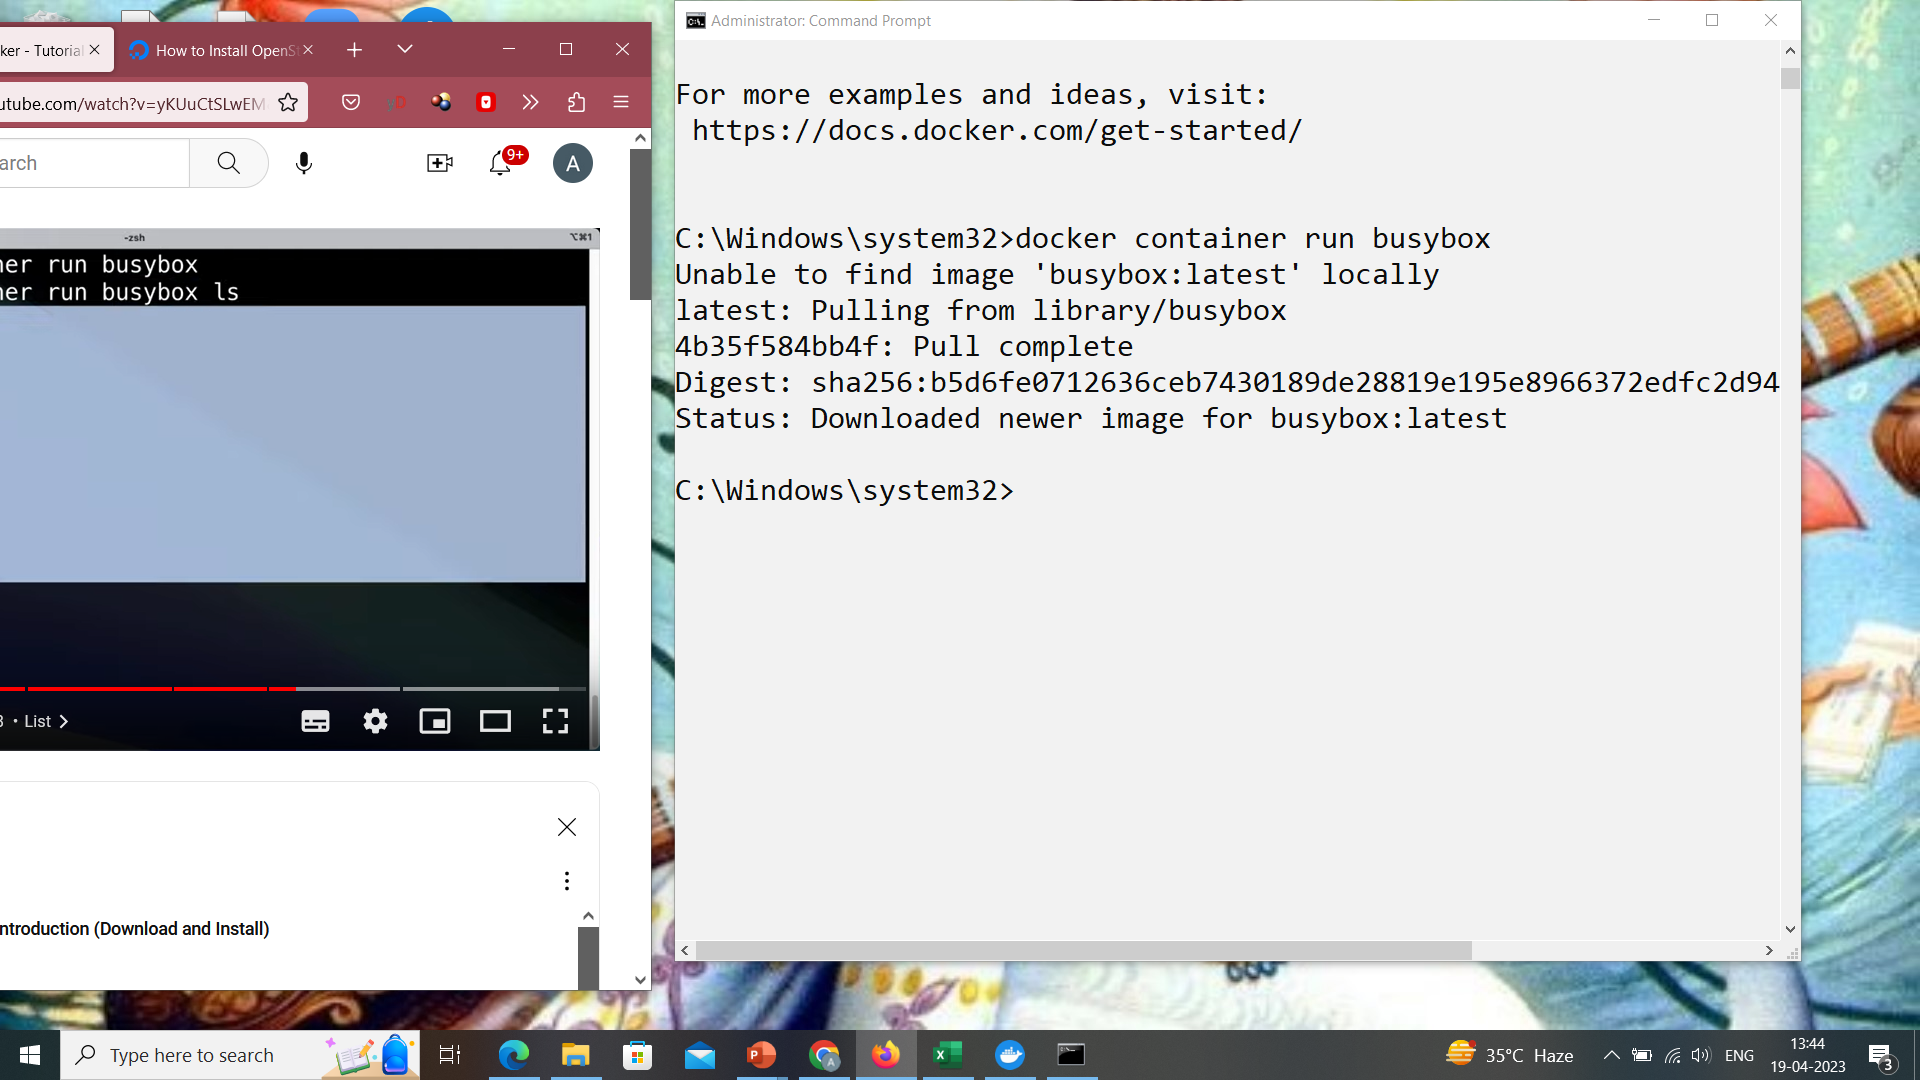 ker - Tutorial
How to Install OpenS
utube.com/watch?v=yKUuCtSLwEM
arch
9+
A
-zsh
⌥⌘1
ner run busybox
ner run busybox ls
• List
ntroduction (Download and Install)
Administrator: Command Prompt
For more examples and ideas, visit:
https://docs.docker.com/get-started/
C:\Windows\system32>docker container run busybox
Unable to find image 'busybox:latest' locally
latest: Pulling from library/busybox
4b35f584bb4f: Pull complete
Digest: sha256:b5d6fe0712636ceb7430189de28819e195e8966372edfc2d94
Status: Downloaded newer image for busybox:latest
C:\Windows\system32>
Type here to search
35°C Haze
ENG
13:44
19-04-2023
3